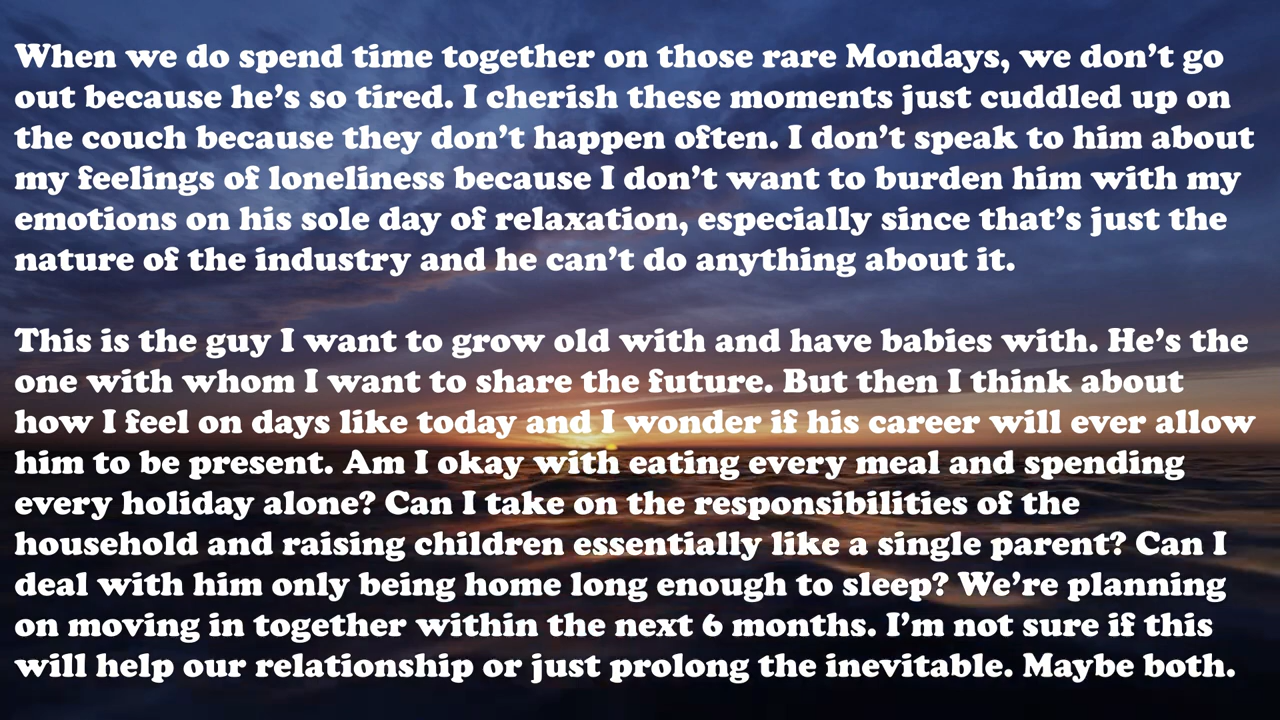 When we do spend time together on those rare Mondays, we don’t go
out because he’s so tired. I cherish these moments just cuddled up on
the couch because they don’t happen often. I don’t speak to him about
my feelings of loneliness because I don’t want to burden him with my
emotions on his sole day of relaxation, especially since that’s just the
nature of the industry and he can’t do anything about it.
This is the guy I want to grow old with and have babies with. He’s the
one with whom I want to share the future. But then I think about
how I feel on days like today and I wonder if his career will ever allow
him to be present. Am I okay with eating every meal and spending
every holiday alone? Can I take on the responsibilities of the
household and raising children essentially like a single parent? Can I
deal with him only being home long enough to sleep? We’re planning
on moving in together within the next 6 months. I’m not sure if this
will help our relationship or just prolong the inevitable. Maybe both.